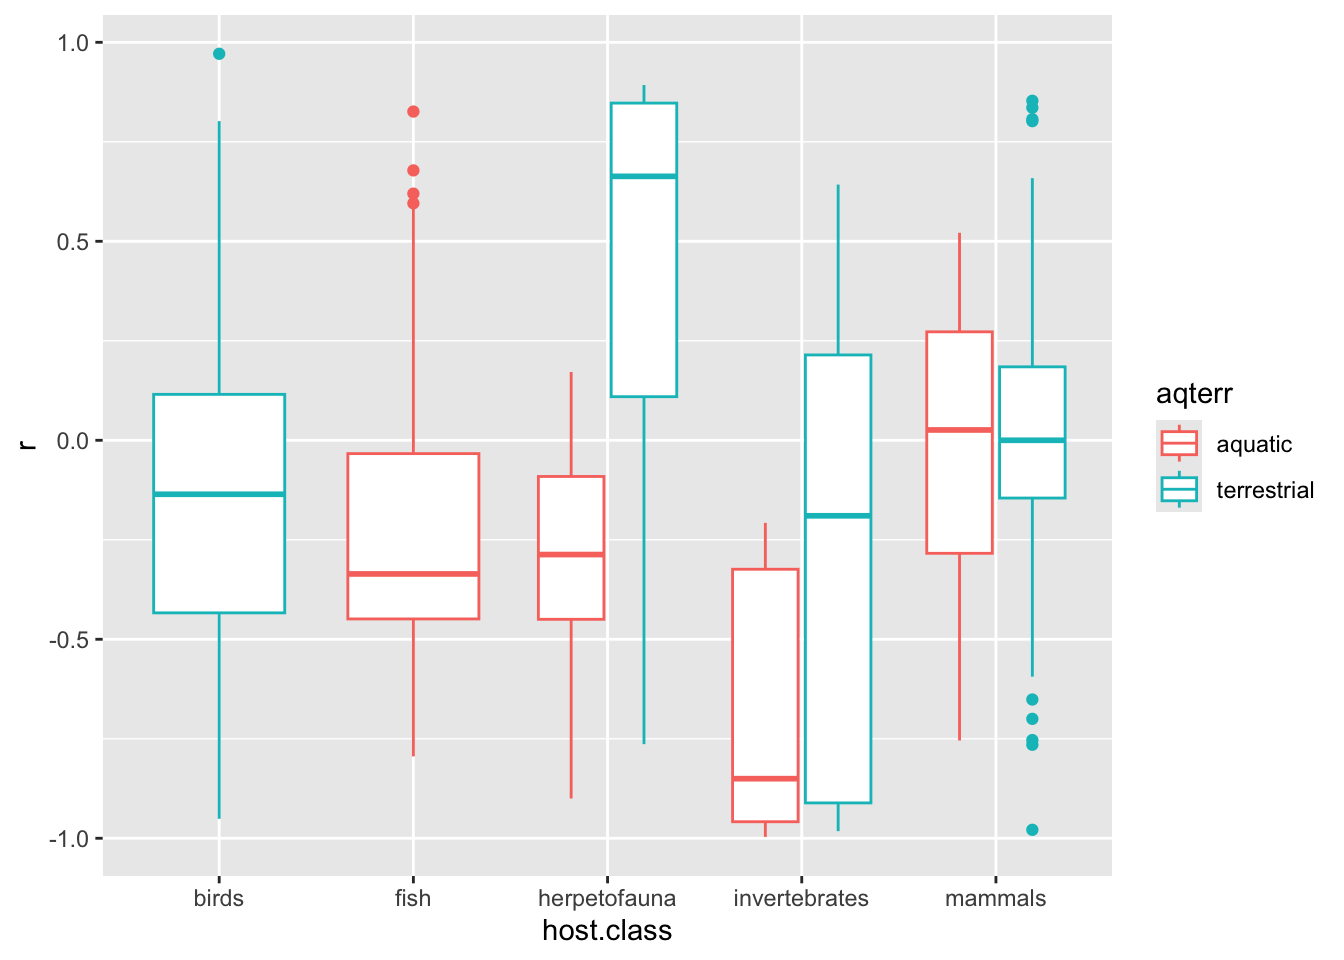 1.0
0.5
0.0
-0.5
-1.0
r
birds fish herpetofauna invertebrates mammals
host.class
aqterr
aquatic
terrestrial